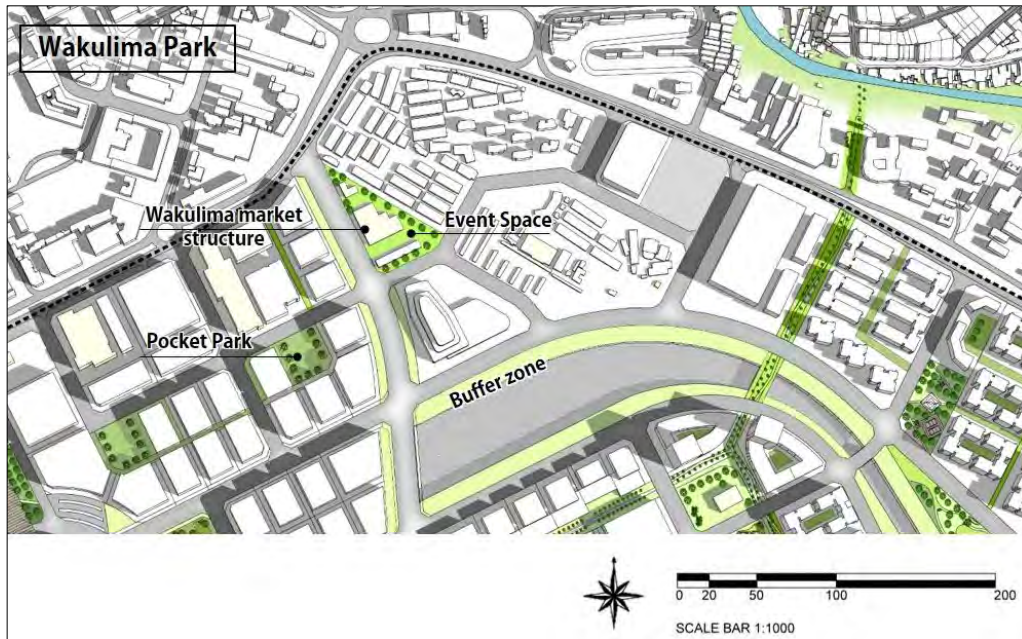 Wakulima Park
Wakulima market
structure
Event Space
Pocket Park
Buffer zone
0 20 50 100 200
SCALE BAR 1:1000